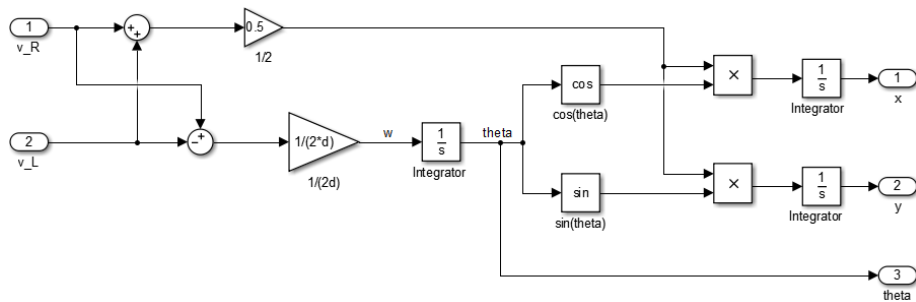 1
v_R
+
+
0.5
1/2
2
v_L
+
−
1/(2*d)
1/(2d)
w
1
s
Integrator
theta
cos
cos(theta)
sin
sin(theta)
×
1
s
Integrator
1
x
×
1
s
Integrator
2
y
3
theta